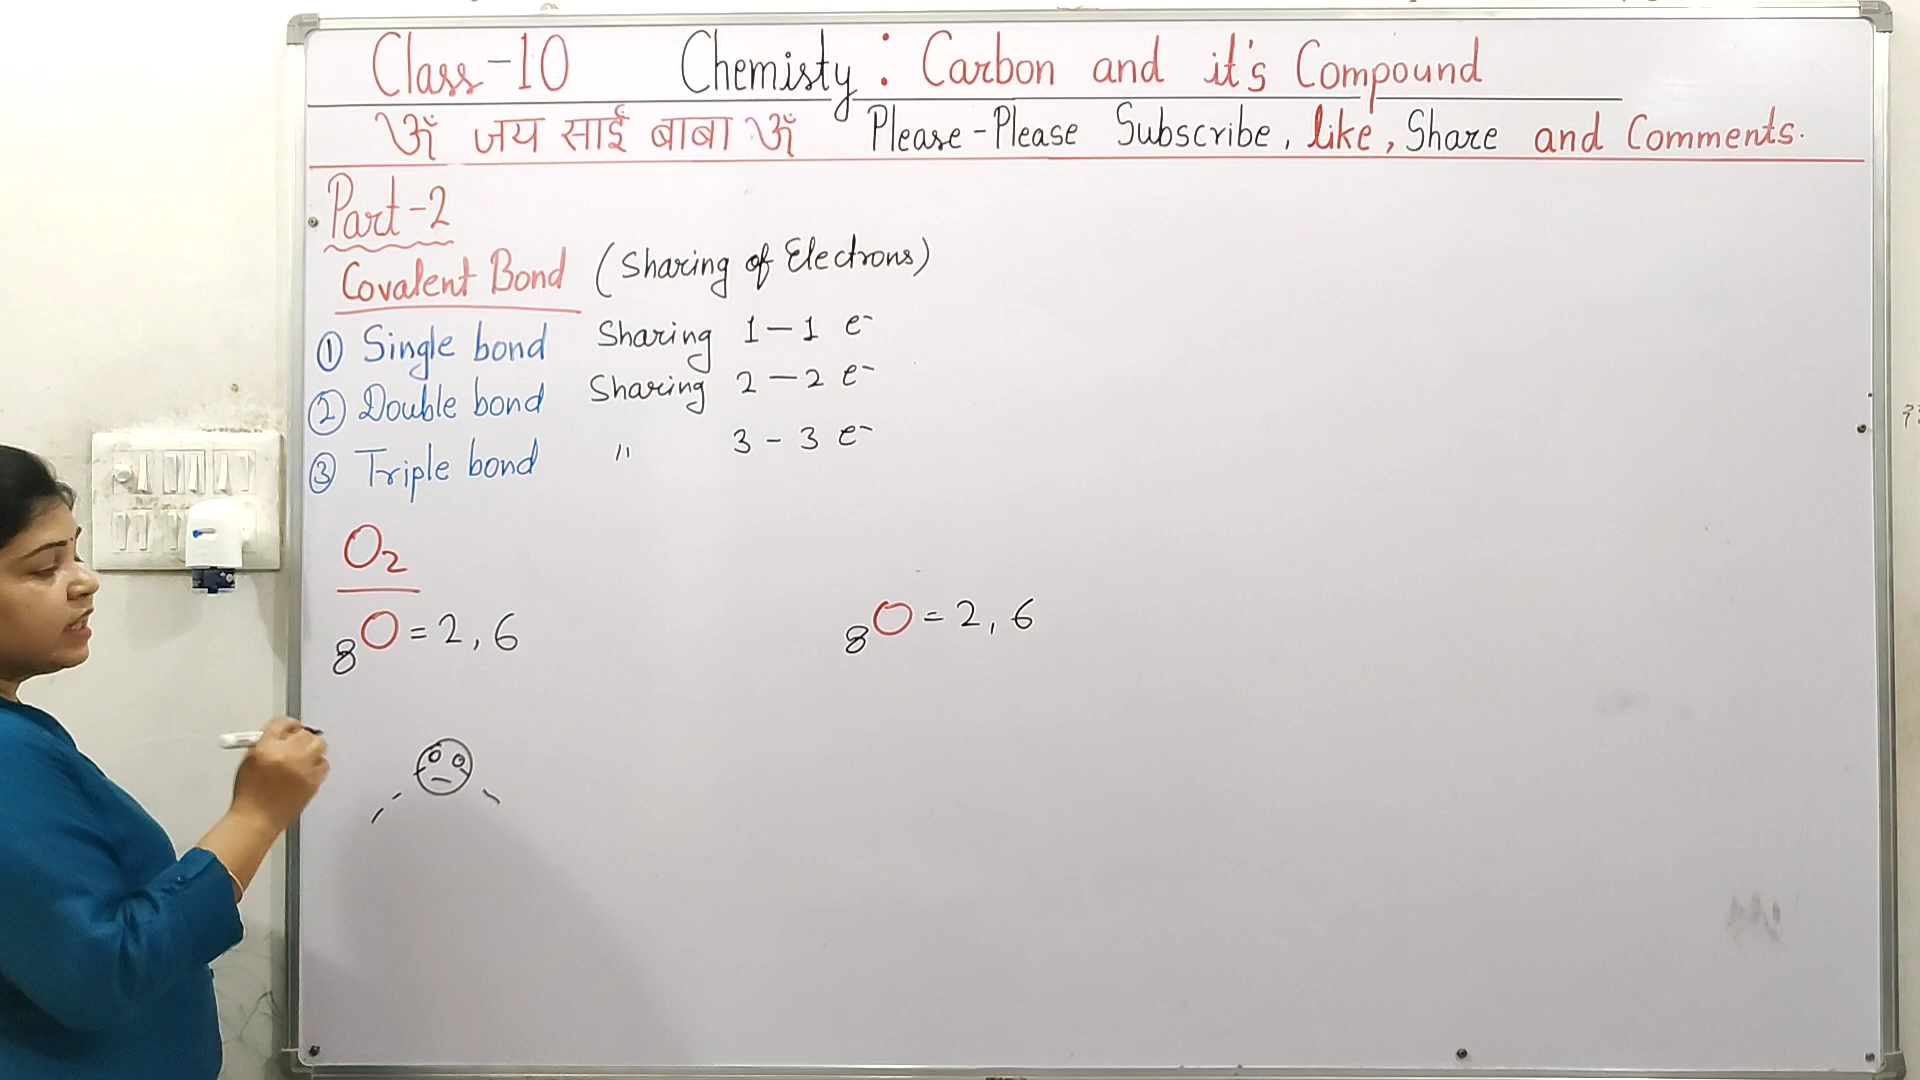 Class-10 Chemisty : Carbon and it's Compound
ॐ जय साई बाबा ॐ Please-Please Subscribe, like, Share and Comments.
Part-2
Covalent Bond (Sharing of Electrons)
① Single bond Sharing 1-1 e⁻
② Double bond Sharing 2-2 e⁻
③ Triple bond " 3-3 e⁻
O₂
₈O = 2, 6 ₈O = 2, 6